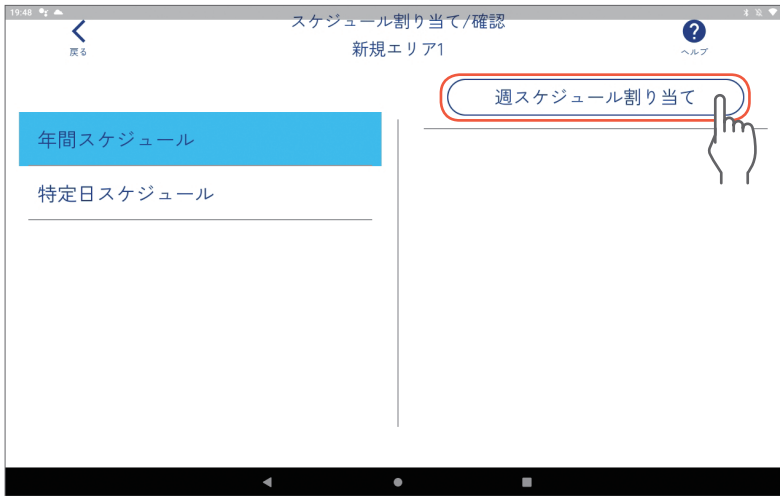 19:48
スケジュール割り当て/確認
戻る
新規エリア1
?
ヘルプ
週スケジュール割り当て
年間スケジュール
特定日スケジュール